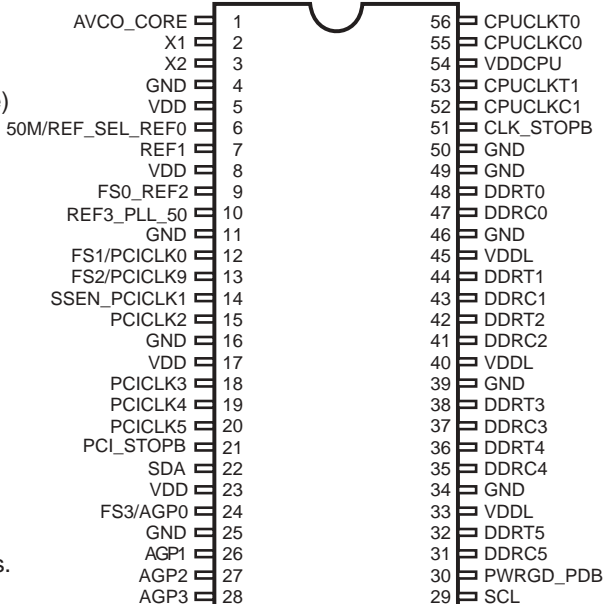 AVCO_CORE 1 56 CPUCLKT0
X1 2 55 CPUCLKC0
X2 3 54 VDDCPU
GND 4 53 CPUCLKT1
) VDD 5 52 CPUCLKC1
50M/REF_SEL_REF0 6 51 CLK_STOPB
REF1 7 50 GND
VDD 8 49 GND
FS0_REF2 9 48 DDRT0
REF3_PLL_50 10 47 DDRC0
GND 11 46 GND
FS1/PCICLK0 12 45 VDDL
FS2/PCICLK9 13 44 DDRT1
SSEN_PCICLK1 14 43 DDRC1
PCICLK2 15 42 DDRT2
GND 16 41 DDRC2
VDD 17 40 VDDL
PCICLK3 18 39 GND
PCICLK4 19 38 DDRT3
PCICLK5 20 37 DDRC3
PCI_STOPB 21 36 DDRT4
SDA 22 35 DDRC4
VDD 23 34 GND
FS3/AGP0 24 33 VDDL
GND 25 32 DDRT5
s. AGP1 26 31 DDRC5
AGP2 27 30 PWRGD_PDB
AGP3 28 29 SCL